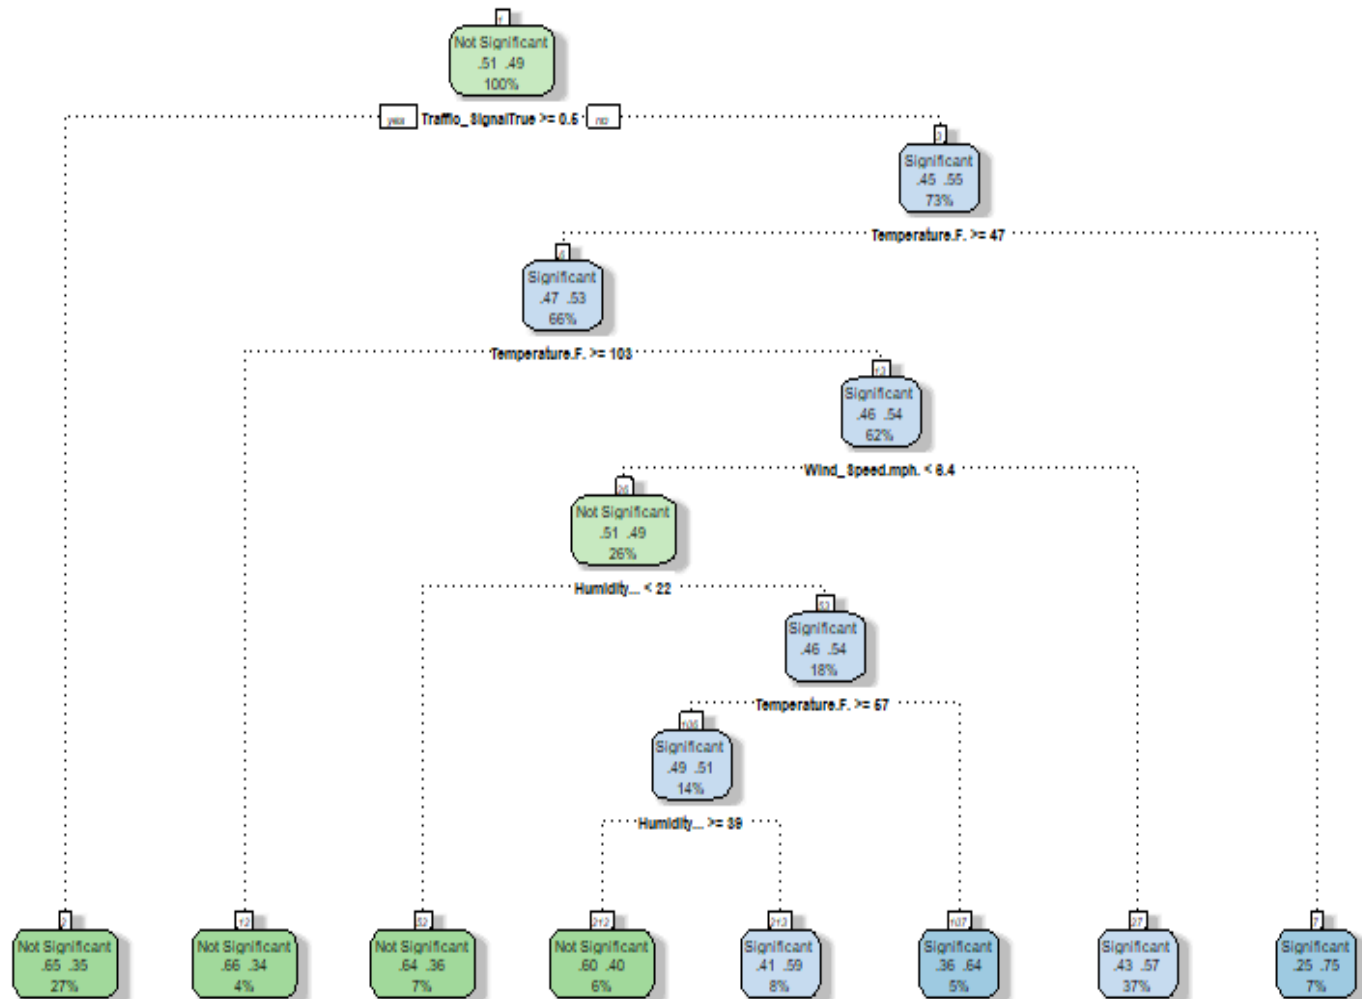 1
Not Significant
.51 .49
100%
yes
Traffic_SignalTrue >= 0.5
no
3
Significant
.45 .55
73%
Temperature.F. >= 47
6
Significant
.47 .53
66%
Temperature.F. >= 103
13
Significant
.46 .54
62%
Wind_Speed.mph. < 6.4
26
Not Significant
.51 .49
26%
Humidity... < 22
53
Significant
.46 .54
18%
Temperature.F. >= 57
106
Significant
.49 .51
14%
Humidity... >= 39
2
Not Significant
.65 .35
27%
12
Not Significant
.66 .34
4%
52
Not Significant
.64 .36
7%
212
Not Significant
.60 .40
6%
213
Significant
.41 .59
8%
107
Significant
.36 .64
5%
27
Significant
.43 .57
37%
7
Significant
.25 .75
7%